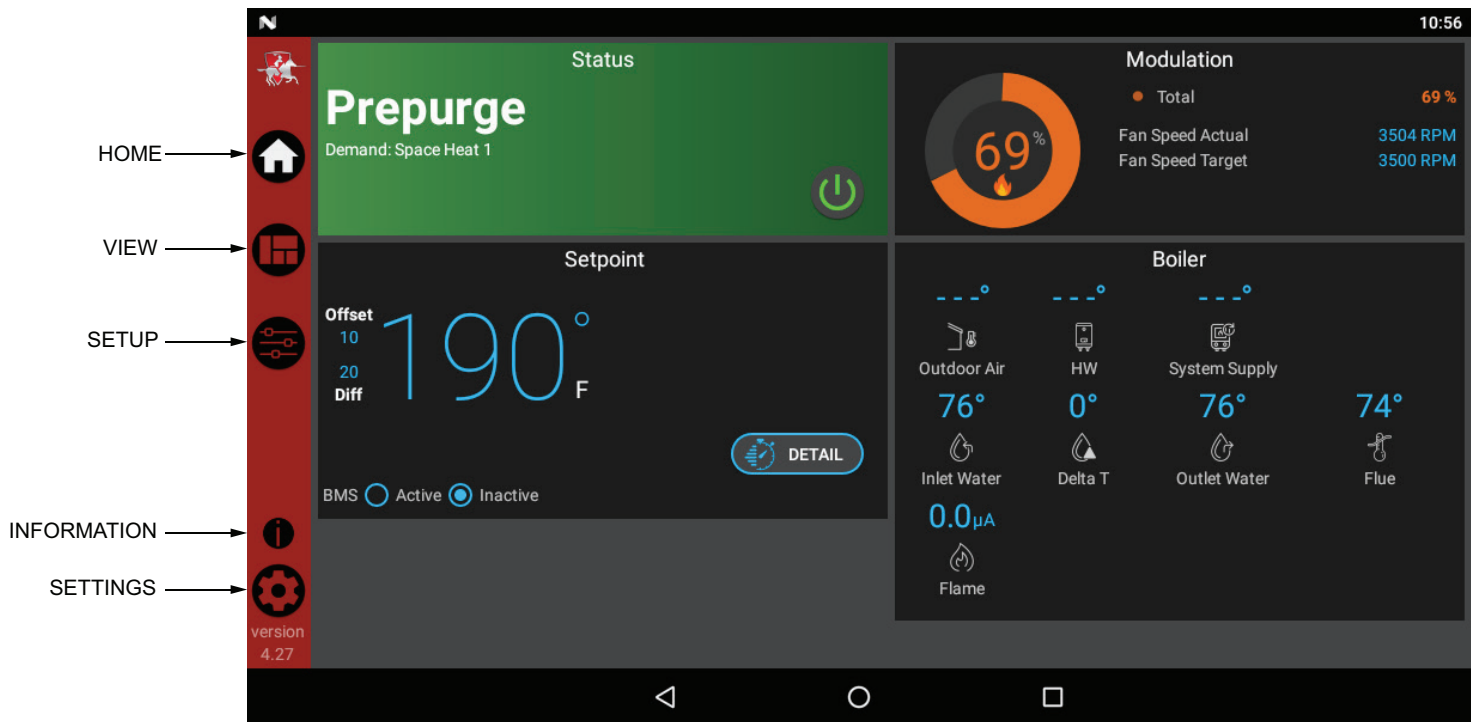 10:56
HOME
VIEW
SETUP
INFORMATION
SETTINGS
version
4.27
Status
Prepurge
Demand: Space Heat 1
Modulation
Total 69 %
69 %
Fan Speed Actual 3504 RPM
Fan Speed Target 3500 RPM
Setpoint
Offset
10
20
Diff
190°
F
DETAIL
BMS Active Inactive
Boiler
- - -° - - -° - - -°
Outdoor Air HW System Supply
76° 0° 76° 74°
Inlet Water Delta T Outlet Water Flue
0.0µA
Flame